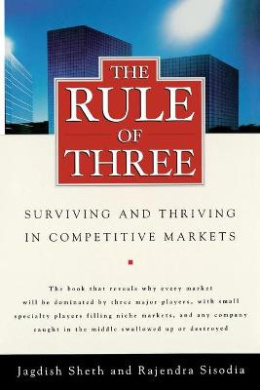 THE
RULE
OF
THREE
SURVIVING AND THRIVING
IN COMPETITIVE MARKETS
The book that reveals why every market
will be dominated by three major players, with small
specialty players filling niche markets, and any company
caught in the middle swallowed up or destroyed
Jagdish Sheth and Rajendra Sisodia